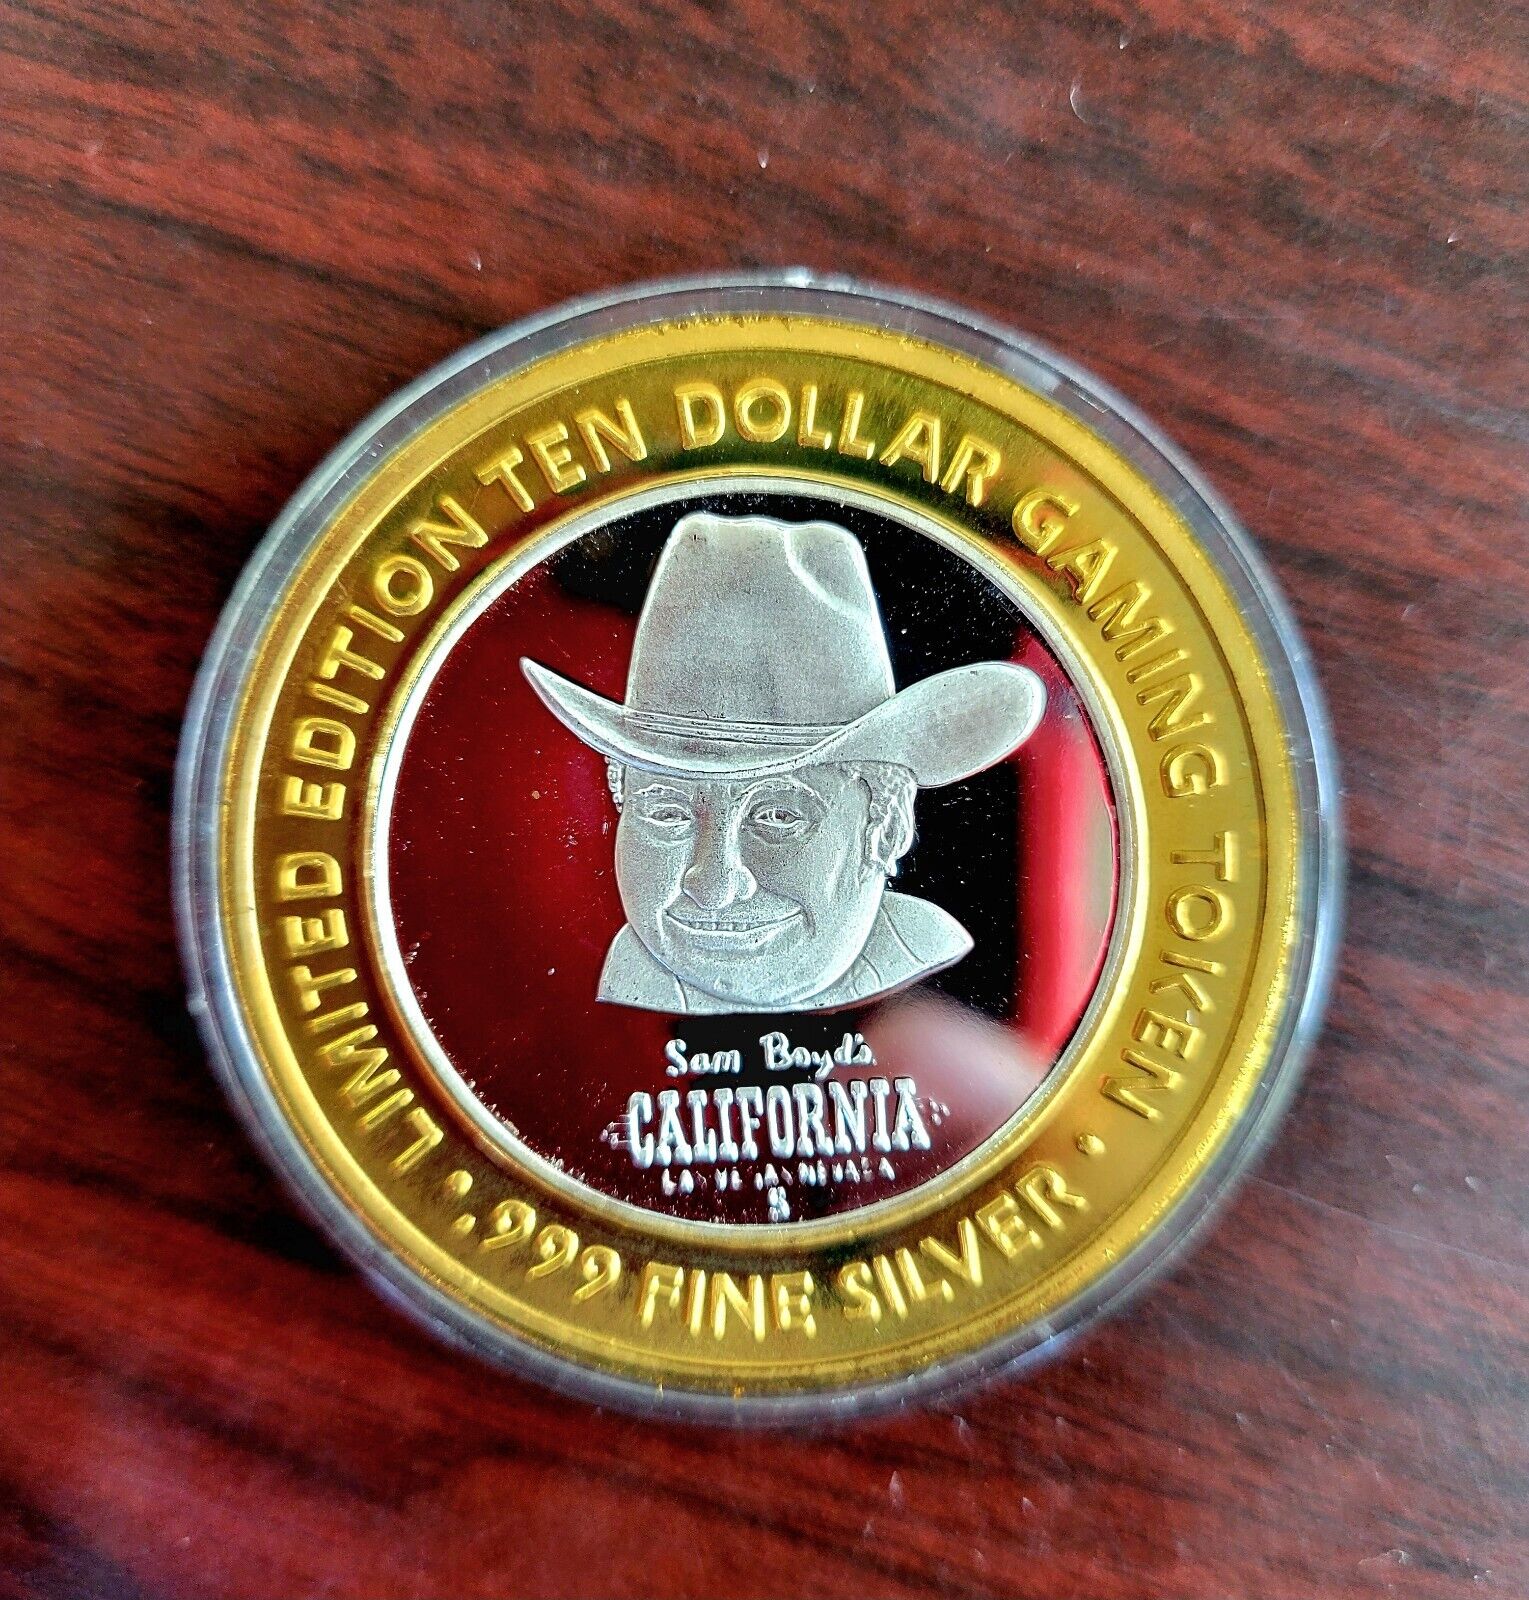 LIMITED EDITION TEN DOLLAR GAMING TOKEN •
.999 FINE SILVER •
Sam Boyd's
CALIFORNIA
S